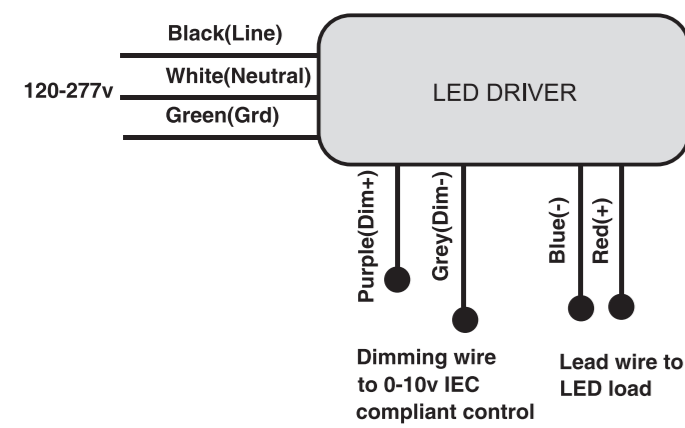 Black(Line)
120-277v
White(Neutral)
Green(Grd)
LED DRIVER
Purple(Dim+)
Grey(Dim-)
Blue(-)
Red(+)
Dimming wire
to 0-10v IEC
compliant control
Lead wire to
LED load